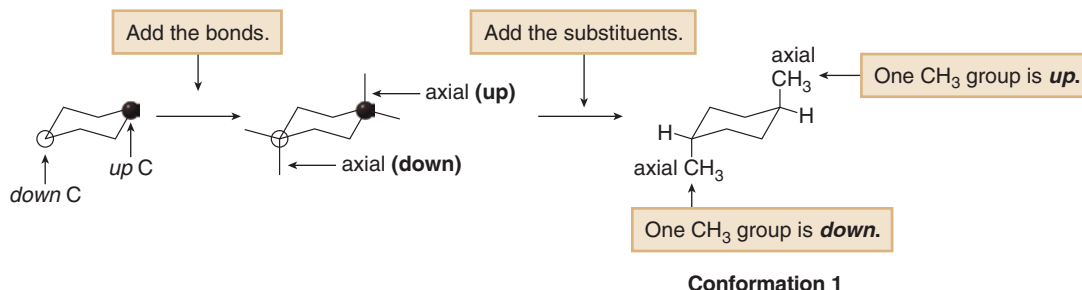 Add the bonds.
Add the substituents.
axial
CH3
One CH3 group is up.
axial (up)
H
H
axial (down)
up C
down C
axial CH3
One CH3 group is down.
Conformation 1